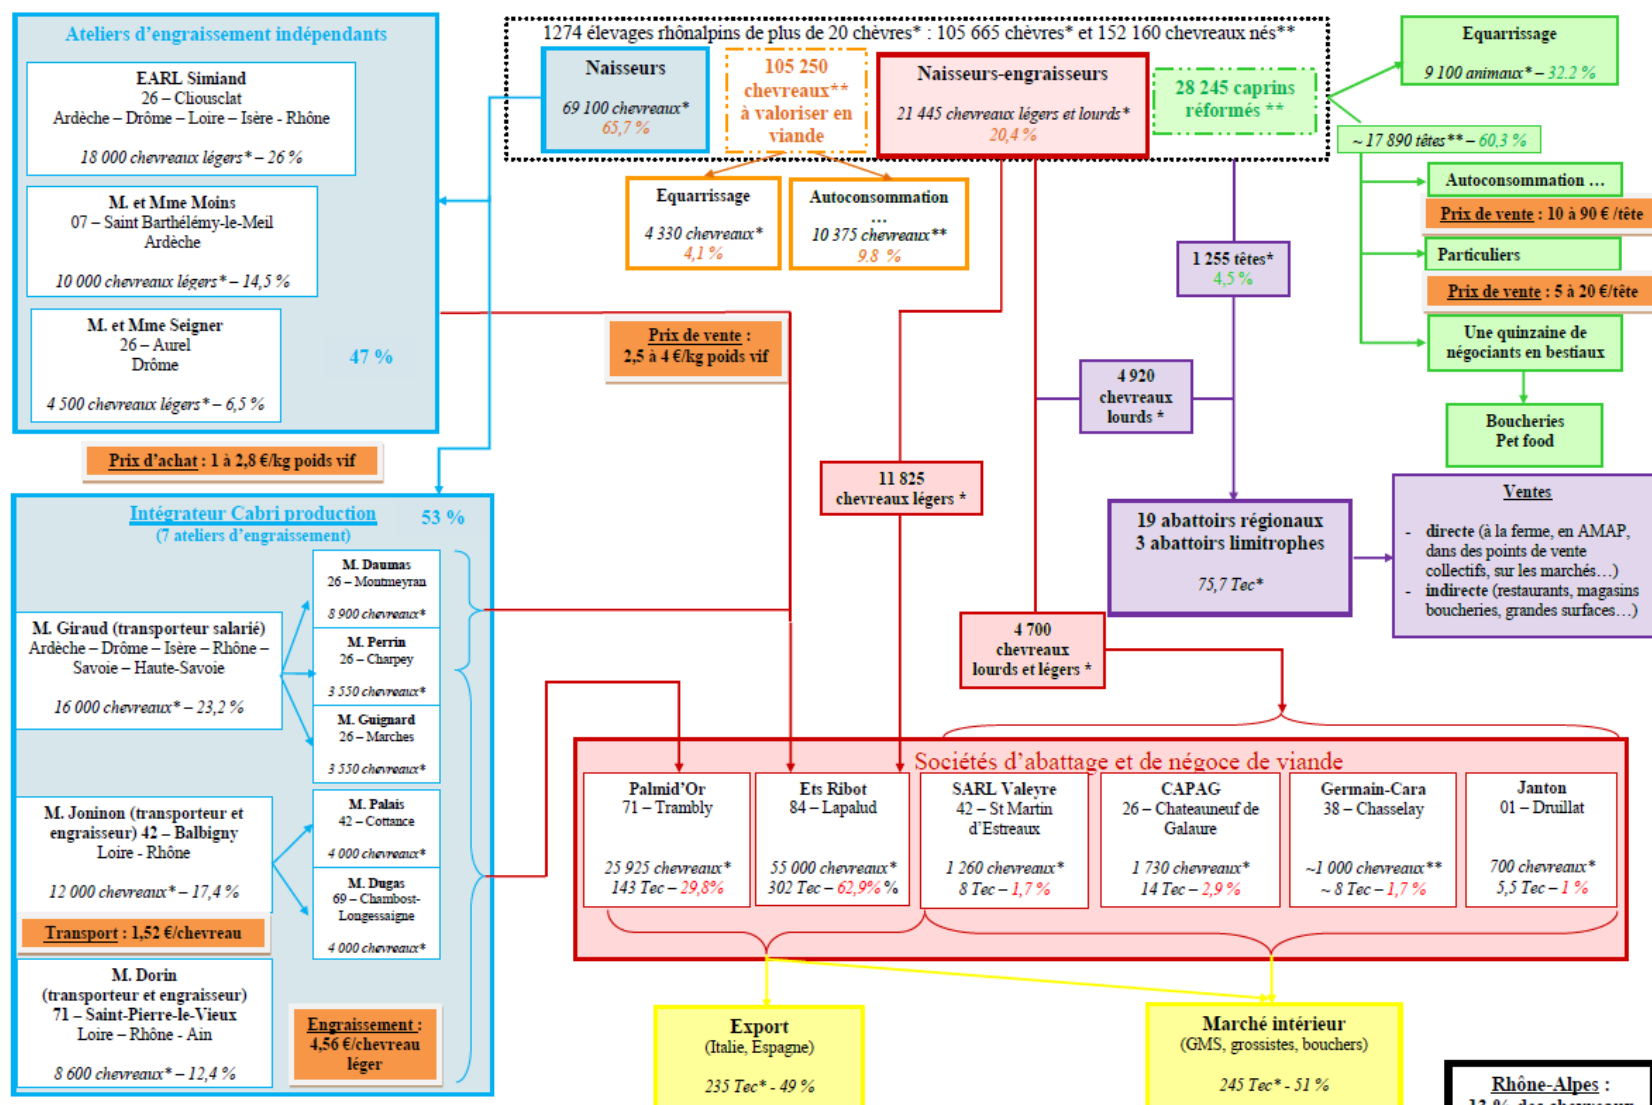 Ateliers d'engraissement indépendants
EARL Simiand
26 – Cliousclat
Ardèche – Drôme – Loire – Isère - Rhône
18 000 chevreaux légers* – 26 %
M. et Mme Moins
07 – Saint Barthélémy-le-Meil
Ardèche
10 000 chevreaux légers* – 14,5 %
M. et Mme Seigner
26 – Aurel
Drôme
4 500 chevreaux légers* – 6,5 %
47 %
Prix d'achat : 1 à 2,8 €/kg poids vif
1274 élevages rhônalpins de plus de 20 chèvres* : 105 665 chèvres* et 152 160 chevreaux nés**
Naisseurs
69 100 chevreaux*
65,7 %
105 250
chevreaux**
à valoriser en
viande
Naisseurs-engraisseurs
21 445 chevreaux légers et lourds*
20,4 %
28 245 caprins
réformés **
Equarrissage
4 330 chevreaux*
4,1 %
Autoconsommation
…
10 375 chevreaux**
9.8 %
Equarrissage
9 100 animaux* – 32.2 %
~ 17 890 têtes** – 60,3 %
Autoconsommation …
Prix de vente : 10 à 90 € /tête
Particuliers
Prix de vente : 5 à 20 €/tête
Une quinzaine de
négociants en bestiaux
Boucheries
Pet food
1 255 têtes*
4,5 %
Prix de vente :
2,5 à 4 €/kg poids vif
4 920
chevreaux
lourds *
11 825
chevreaux légers *
19 abattoirs régionaux
3 abattoirs limitrophes
75,7 Tec*
Ventes
- directe (à la ferme, en AMAP,
dans des points de vente
collectifs, sur les marchés…)
- indirecte (restaurants, magasins
boucheries, grandes surfaces…)
4 700
chevreaux
lourds et légers *
Intégrateur Cabri production
53 %
(7 ateliers d'engraissement)
M. Giraud (transporteur salarié)
Ardèche – Drôme – Isère – Rhône –
Savoie – Haute-Savoie
16 000 chevreaux* – 23,2 %
M. Daumas
26 – Montmeyran
8 900 chevreaux*
M. Perrin
26 – Charpey
3 550 chevreaux*
M. Guignard
26 – Marches
3 550 chevreaux*
M. Joninon (transporteur et
engraisseur) 42 – Balbigny
Loire - Rhône
12 000 chevreaux* – 17,4 %
M. Palais
42 – Cottance
4 000 chevreaux*
M. Dugas
69 – Chambost-
Longessaigne
4 000 chevreaux*
Transport : 1,52 €/chevreau
M. Dorin
(transporteur et engraisseur)
71 – Saint-Pierre-le-Vieux
Loire – Rhône - Ain
8 600 chevreaux* – 12,4 %
Engraissement :
4,56 €/chevreau
léger
Sociétés d'abattage et de négoce de viande
Palmid'Or
71 – Trambly
25 925 chevreaux*
143 Tec – 29,8%
Ets Ribot
84 – Lapalud
55 000 chevreaux*
302 Tec – 62,9% %
SARL Valeyre
42 – St Martin
d'Estreaux
1 260 chevreaux*
8 Tec – 1,7 %
CAPAG
26 – Chateauneuf de
Galaure
1 730 chevreaux*
14 Tec – 2,9 %
Germain-Cara
38 – Chasselay
~1 000 chevreaux**
~ 8 Tec – 1,7 %
Janton
01 – Druillat
700 chevreaux*
5,5 Tec – 1 %
Export
(Italie, Espagne)
235 Tec* - 49 %
Marché intérieur
(GMS, grossistes, bouchers)
245 Tec* - 51 %
Rhône-Alpes :
13 % des chevreaux